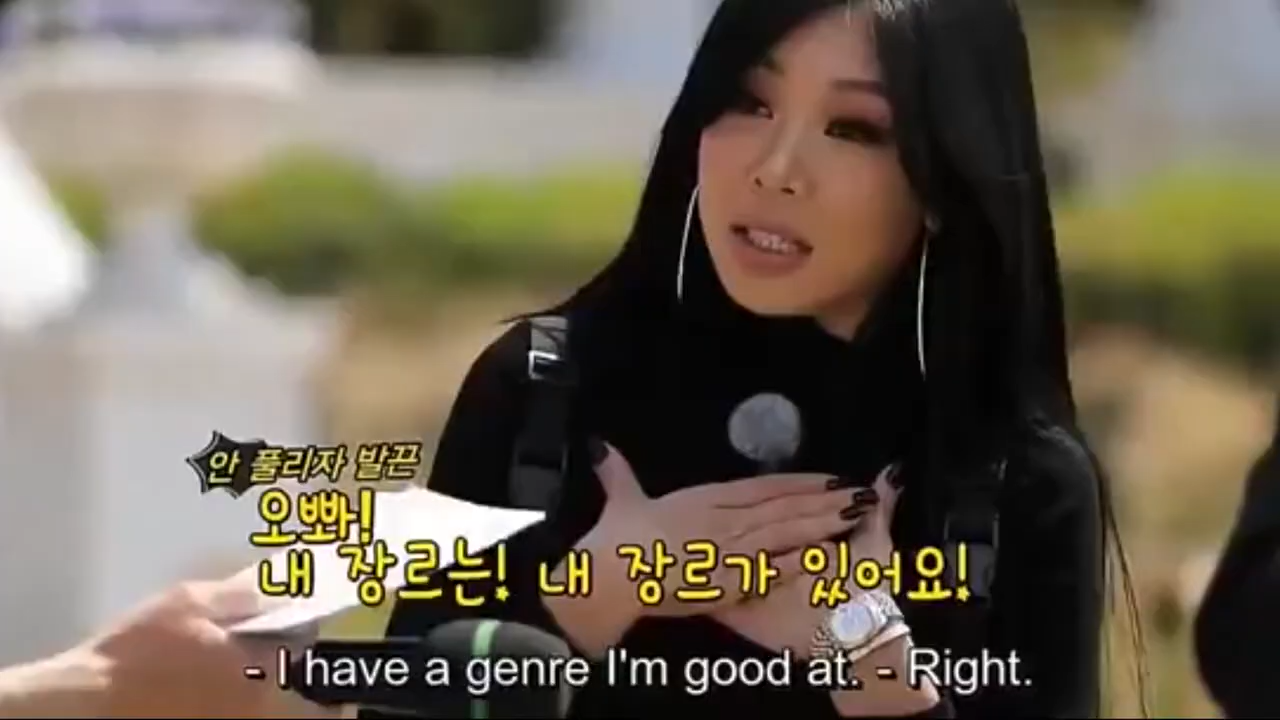 안 풀리자 발끈
오빠!
내 장르는! 내 장르가 있어요!
- I have a genre I'm good at. - Right.